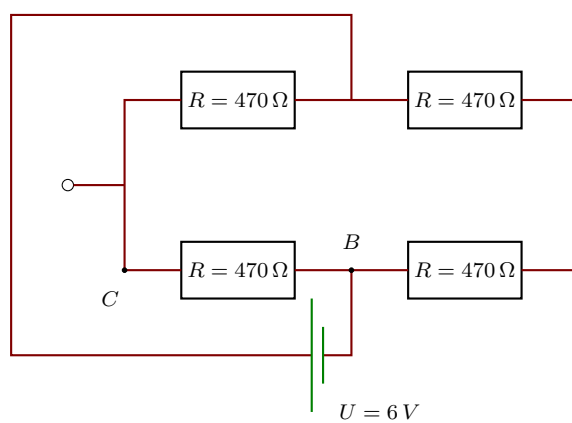 R = 470 Ω R = 470 Ω
B
R = 470 Ω R = 470 Ω
C
U = 6 V